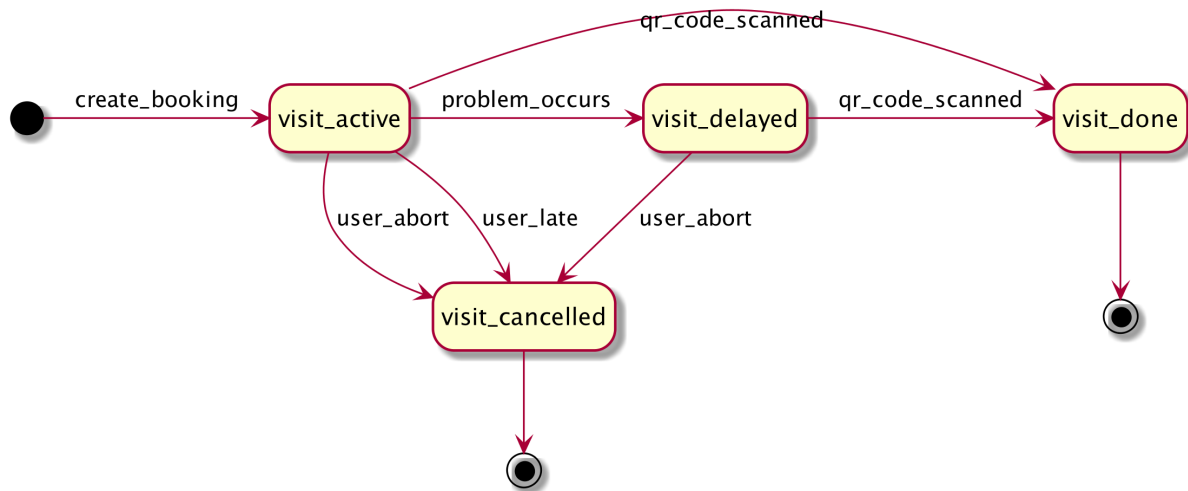 qr_code_scanned
create_booking
problem_occurs
qr_code_scanned
visit_active
visit_delayed
visit_done
user_abort
user_late
user_abort
visit_cancelled